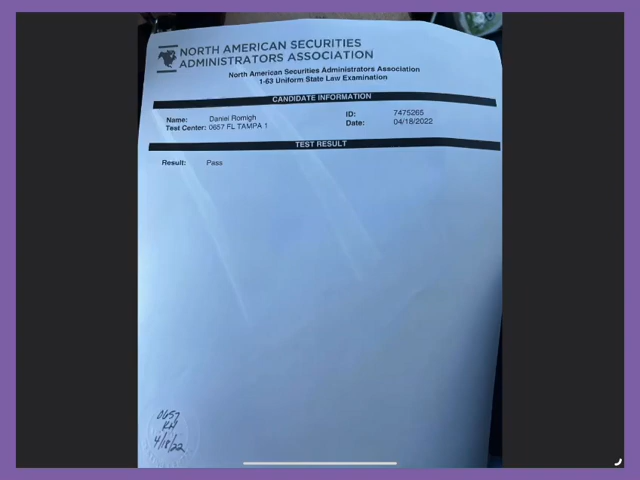 NORTH AMERICAN SECURITIES
ADMINISTRATORS ASSOCIATION
North American Securities Administrators Association
1-63 Uniform State Law Examination
CANDIDATE INFORMATION
Name: Daniel Romigh ID: 7475265
Test Center: 0657 FL TAMPA 1 Date: 04/18/2022
TEST RESULT
Result: Pass
0657
KH
4/18/22